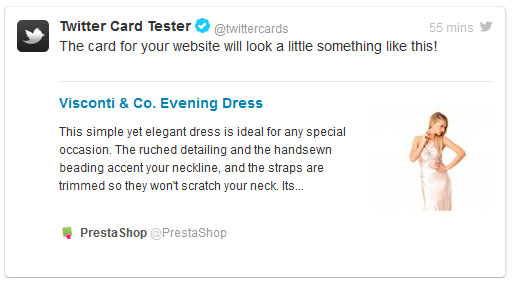 Twitter Card Tester @twittercards 55 mins
The card for your website will look a little something like this!
Visconti & Co. Evening Dress
This simple yet elegant dress is ideal for any special
occasion. The ruched detailing and the handsewn
beading accent your neckline, and the straps are
trimmed so they won't scratch your neck. Its...
PrestaShop @PrestaShop